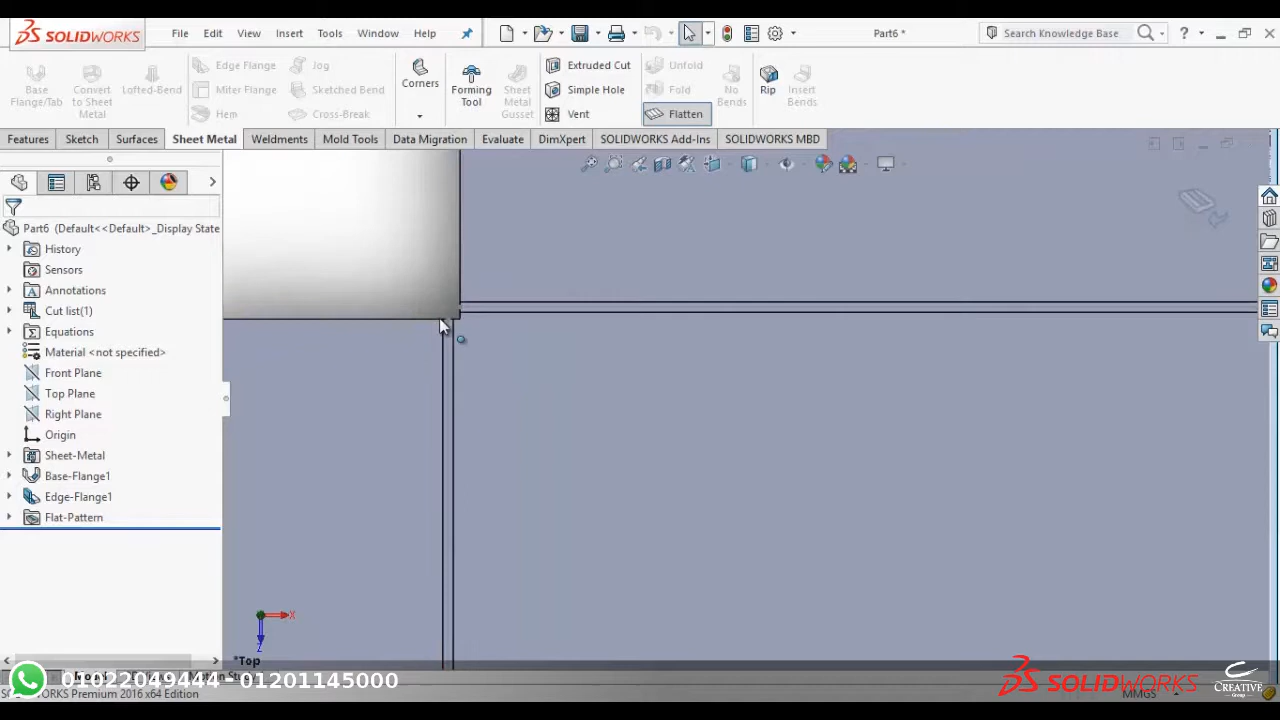 SOLIDWORKS
File Edit View Insert Tools Window Help
Part6 *
Search Knowledge Base
Base Flange/Tab
Convert to Sheet Metal
Lofted-Bend
Edge Flange
Miter Flange
Hem
Jog
Sketched Bend
Cross-Break
Corners
Forming Tool
Sheet Metal Gusset
Extruded Cut
Simple Hole
Vent
Unfold
Fold
Flatten
No Bends
Rip
Insert Bends
Features Sketch Surfaces Sheet Metal Weldments Mold Tools Data Migration Evaluate DimXpert SOLIDWORKS Add-Ins SOLIDWORKS MBD
Part6 (Default<<Default>_Display State
History
Sensors
Annotations
Cut list(1)
Equations
Material <not specified>
Front Plane
Top Plane
Right Plane
Origin
Sheet-Metal
Base-Flange1
Edge-Flange1
Flat-Pattern
X
Z
*Top
01022049444 - 01201145000
SOLIDWORKS Premium 2016 x64 Edition
MMGS
SOLIDWORKS
CREATIVE
Group